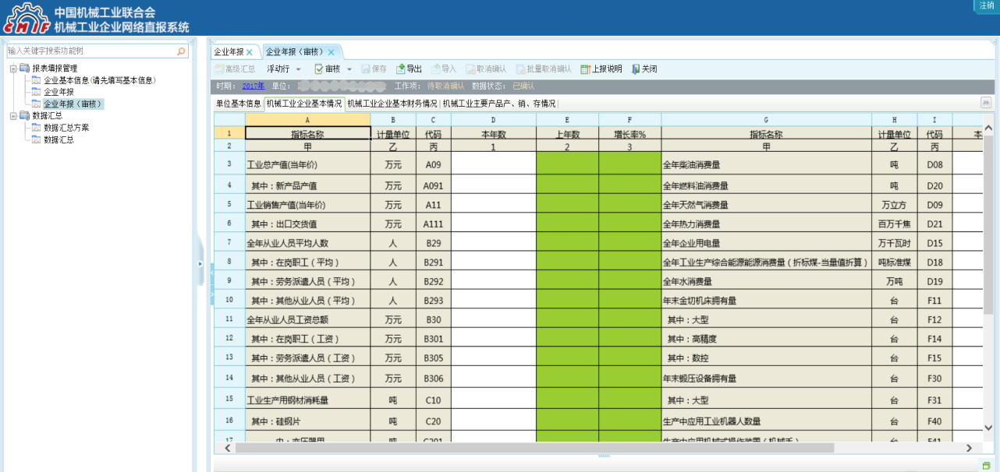 中国机械工业联合会
机械工业企业网络直报系统
CMIF
注销
输入关键字搜索功能树
报表填报管理
企业基本信息(请先填写基本信息)
企业年报
企业年报（审核）
数据汇总
数据汇总方案
数据汇总
企业年报 × 企业年报（审核） ×
高级汇总 浮动行 审核 保存 导出 导入 取消确认 批量取消确认 上报说明 关闭
时期： 2017年 单位： 工作项： 待取消确认 数据状态： 已确认
单位基本信息 机械工业企业基本情况 机械工业企业基本财务情况 机械工业主要产品产、销、存情况
A B C D E F G H I
1 指标名称 计量单位 代码 本年数 上年数 增长率% 指标名称 计量单位 代码 本
2 甲 乙 丙 1 2 3 甲 乙 丙
3 工业总产值(当年价) 万元 A09 全年柴油消费量 吨 D08
4 其中：新产品产值 万元 A091 全年燃料油消费量 吨 D20
5 工业销售产值(当年价) 万元 A11 全年天然气消费量 万立方 D09
6 其中：出口交货值 万元 A111 全年热力消费量 百万千焦 D21
7 全年从业人员平均人数 人 B29 全年企业用电量 万千瓦时 D15
8 其中：在岗职工（平均） 人 B291 全年工业生产综合能源能源消费量（折标煤-当量值折算） 吨标准煤 D18
9 其中：劳务派遣人员（平均） 人 B292 全年水消费量 万吨 D19
10 其中：其他从业人员（平均） 人 B293 年末金切机床拥有量 台 F11
11 全年从业人员工资总额 万元 B30 其中：大型 台 F12
12 其中：在岗职工（工资） 万元 B301 其中：高精度 台 F14
13 其中：劳务派遣人员（工资） 万元 B305 其中：数控 台 F15
14 其中：其他从业人员（工资） 万元 B306 年末锻压设备拥有量 台 F30
15 工业生产用钢材消耗量 吨 C10 其中：大型 台 F31
16 其中：硅钢片 吨 C20 生产中应用工业机器人数量 台 F40
17 内：变压器用 吨 C201 生产中应用机械式操作装置（机械手） 台 F41